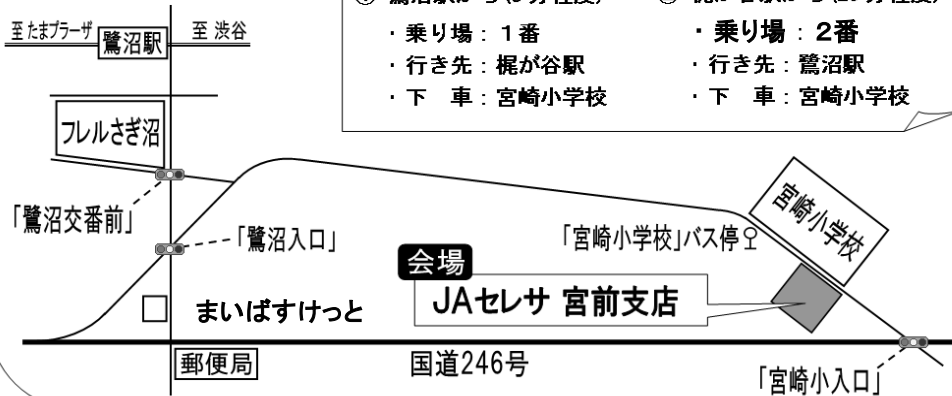 ・乗り場：１番
・行き先：梶が谷駅
・下　車：宮崎小学校
・乗り場：２番
・行き先：鷺沼駅
・下　車：宮崎小学校
至たまプラーザ
鷺沼駅
至 渋谷
フレルさぎ沼
「鷺沼交番前」
「鷺沼入口」
まいばすけっと
郵便局
国道246号
会場
JAセレサ 宮前支店
「宮崎小学校」バス停
宮崎小学校
「宮崎小入口」